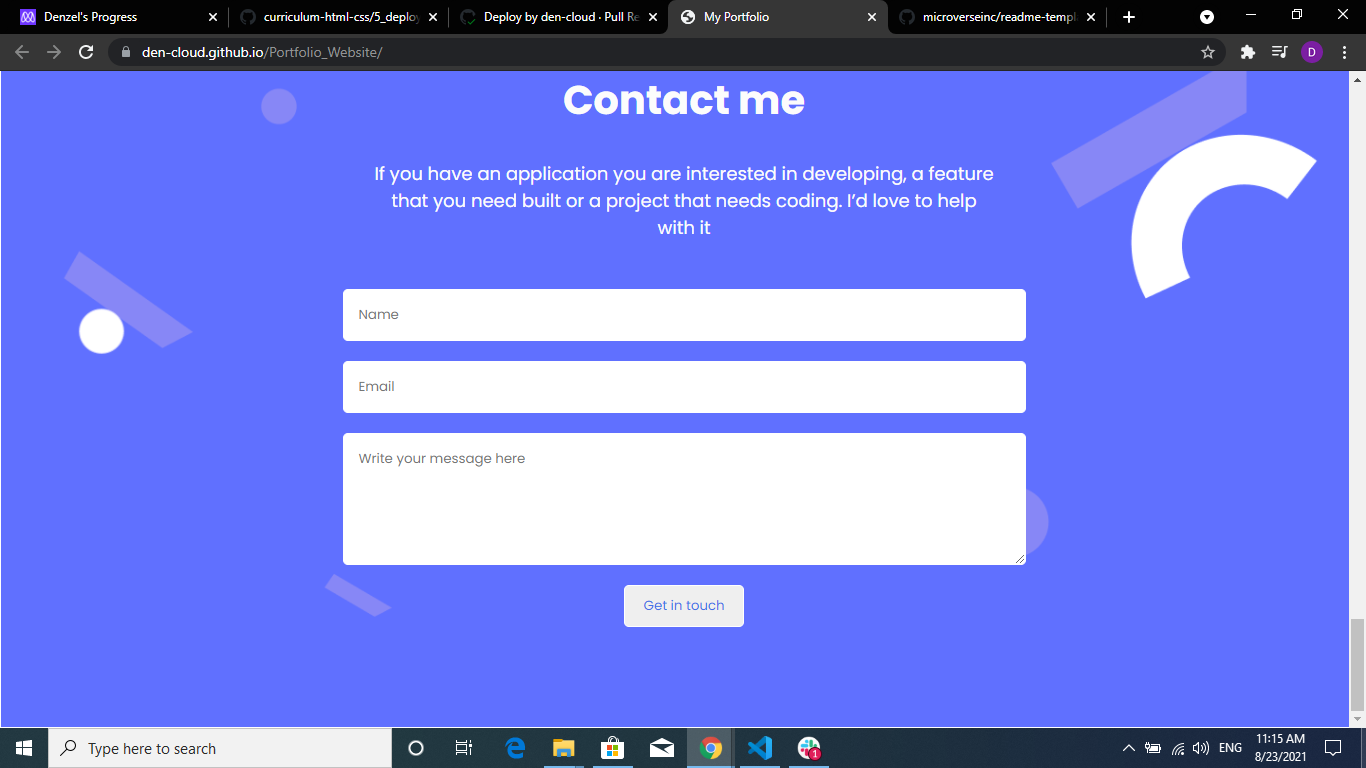 Denzel's Progress
curriculum-html-css/5_deploy
Deploy by den-cloud · Pull Re
My Portfolio
microverseinc/readme-templ
den-cloud.github.io/Portfolio_Website/
D
Contact me
If you have an application you are interested in developing, a feature
that you need built or a project that needs coding. I’d love to help
with it
Name
Email
Write your message here
Get in touch
Type here to search
1
ENG
11:15 AM
8/23/2021